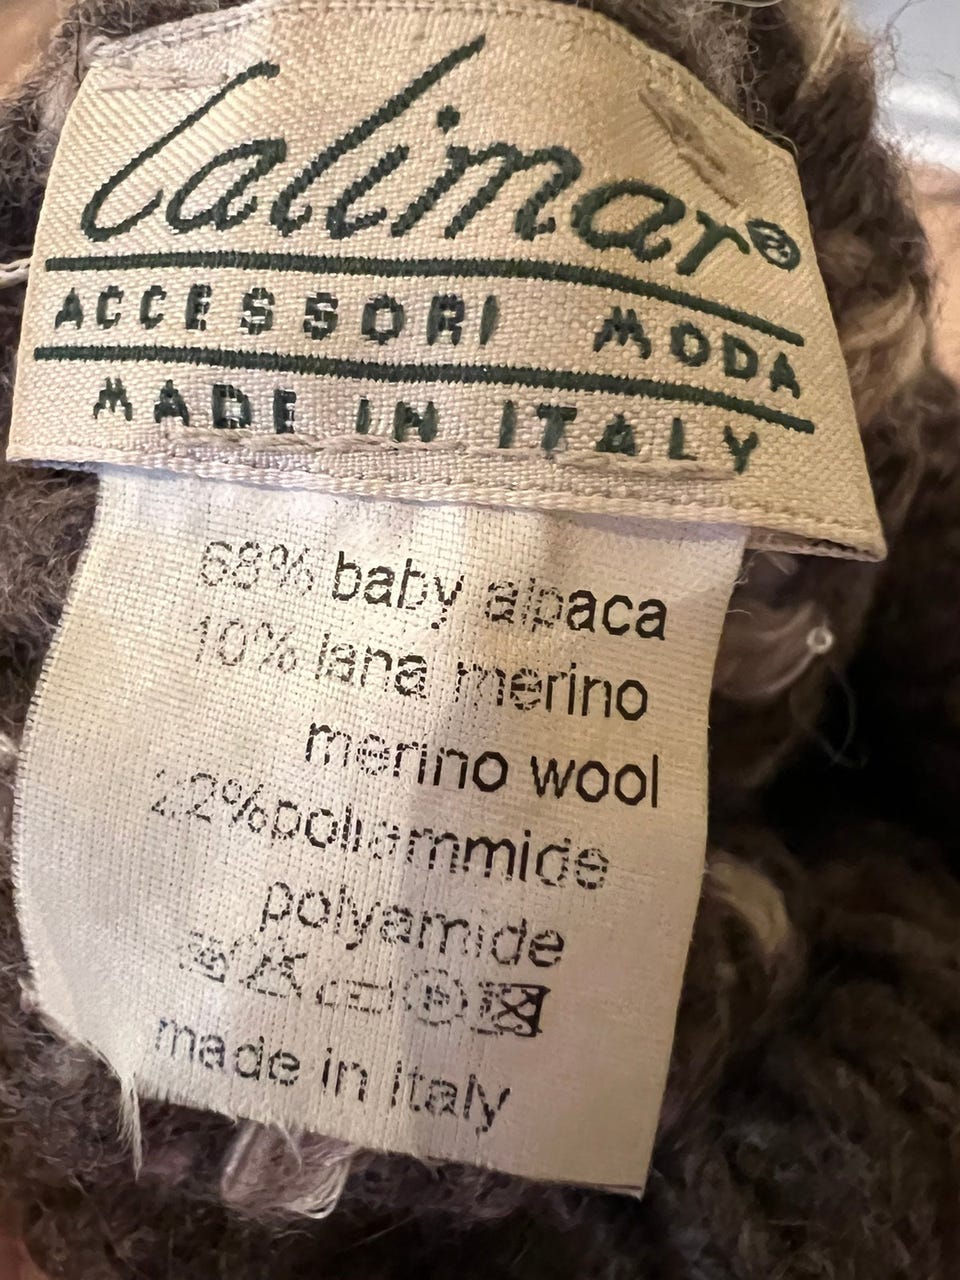 Calimar®
ACCESSORI MODA
MADE IN ITALY
68% baby alpaca
10% lana merino
merino wool
22%poliammide
polyamide
made in Italy